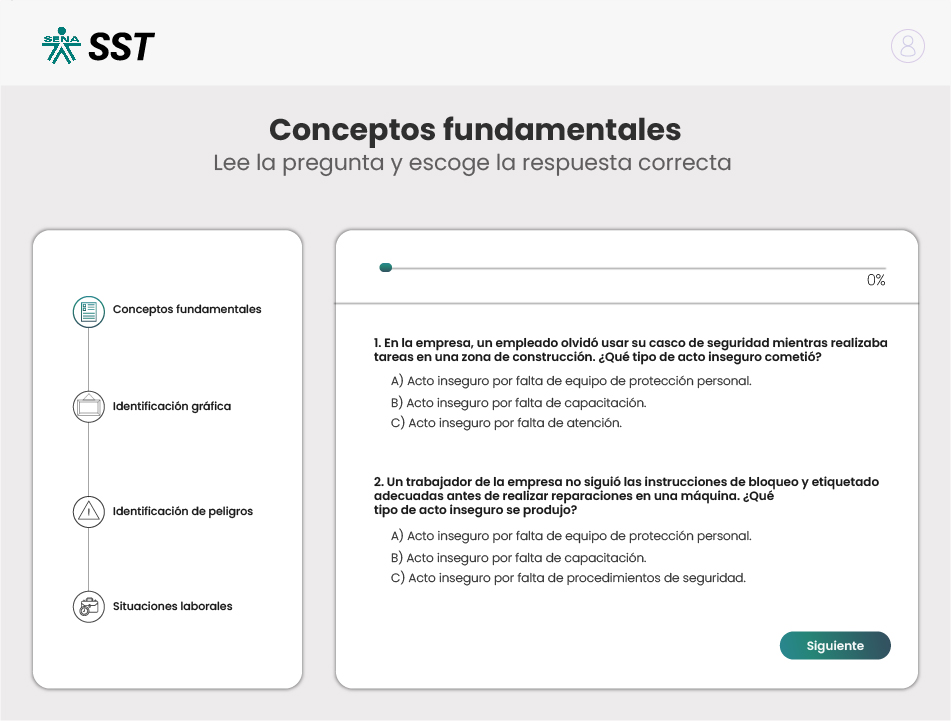 SENA SST
Conceptos fundamentales
Lee la pregunta y escoge la respuesta correcta
Conceptos fundamentales
Identificación gráfica
Identificación de peligros
Situaciones laborales
0%
1. En la empresa, un empleado olvidó usar su casco de seguridad mientras realizaba
tareas en una zona de construcción. ¿Qué tipo de acto inseguro cometió?
A) Acto inseguro por falta de equipo de protección personal.
B) Acto inseguro por falta de capacitación.
C) Acto inseguro por falta de atención.
2. Un trabajador de la empresa no siguió las instrucciones de bloqueo y etiquetado
adecuadas antes de realizar reparaciones en una máquina. ¿Qué
tipo de acto inseguro se produjo?
A) Acto inseguro por falta de equipo de protección personal.
B) Acto inseguro por falta de capacitación.
C) Acto inseguro por falta de procedimientos de seguridad.
Siguiente